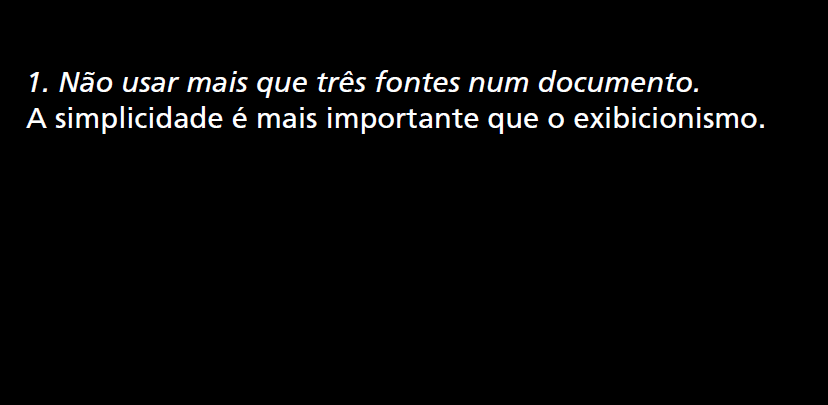 1. Não usar mais que três fontes num documento.
A simplicidade é mais importante que o exibicionismo.